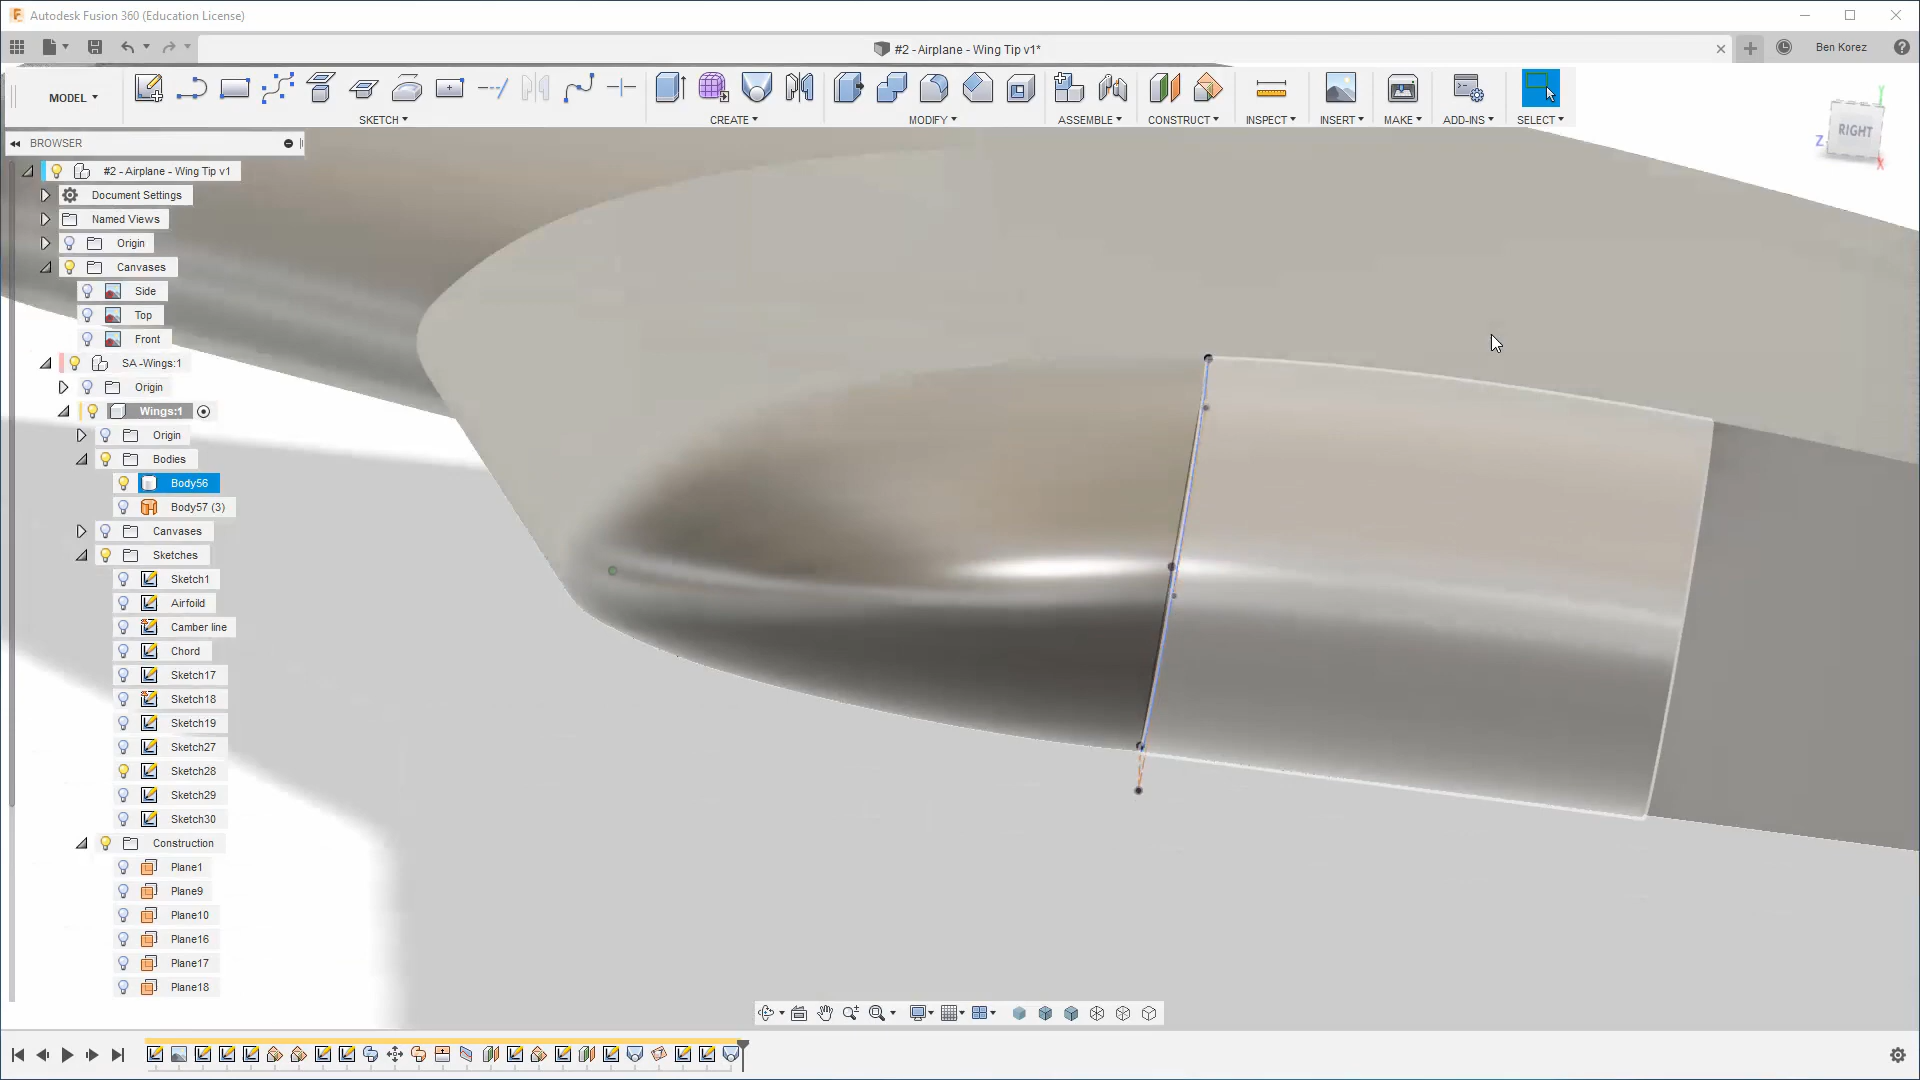 Autodesk Fusion 360 (Education License)
#2 - Airplane - Wing Tip v1*
Ben Korez
MODEL
SKETCH
CREATE
MODIFY
ASSEMBLE
CONSTRUCT
INSPECT
INSERT
MAKE
ADD-INS
SELECT
RIGHT
Z
Y
X
BROWSER
#2 - Airplane - Wing Tip v1
Document Settings
Named Views
Origin
Canvases
Side
Top
Front
SA -Wings:1
Origin
Wings:1
Origin
Bodies
Body56
Body57 (3)
Canvases
Sketches
Sketch1
Airfoild
Camber line
Chord
Sketch17
Sketch18
Sketch19
Sketch27
Sketch28
Sketch29
Sketch30
Construction
Plane1
Plane9
Plane10
Plane16
Plane17
Plane18